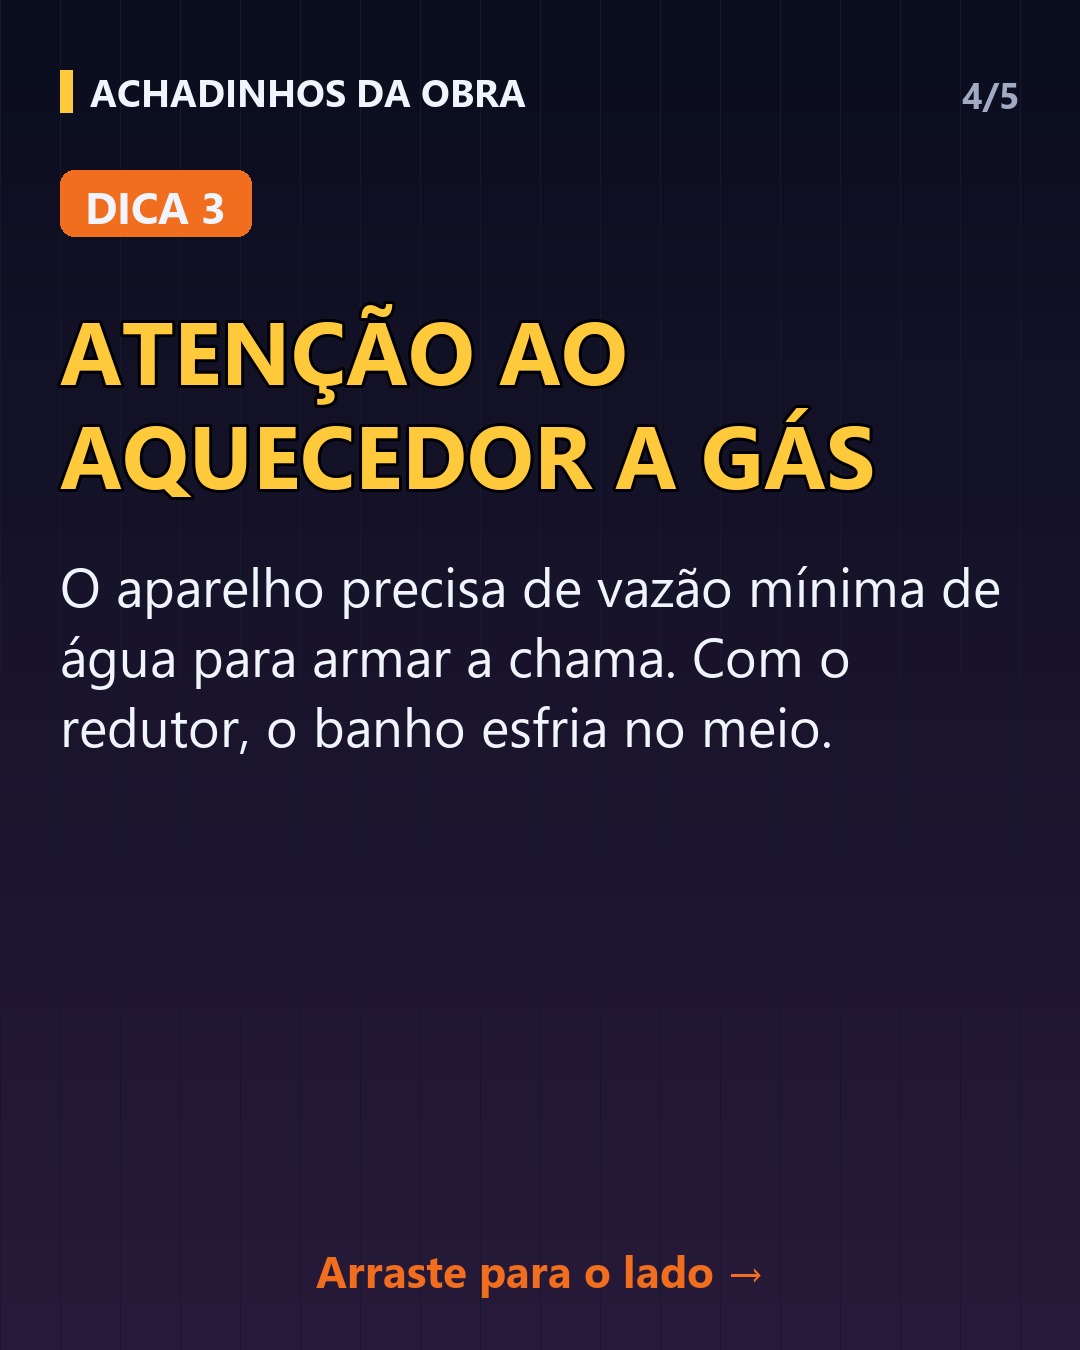 ACHADINHOS DA OBRA
4/5
DICA 3
ATENÇÃO AO
AQUECEDOR A GÁS
O aparelho precisa de vazão mínima de
água para armar a chama. Com o
redutor, o banho esfria no meio.
Arraste para o lado →